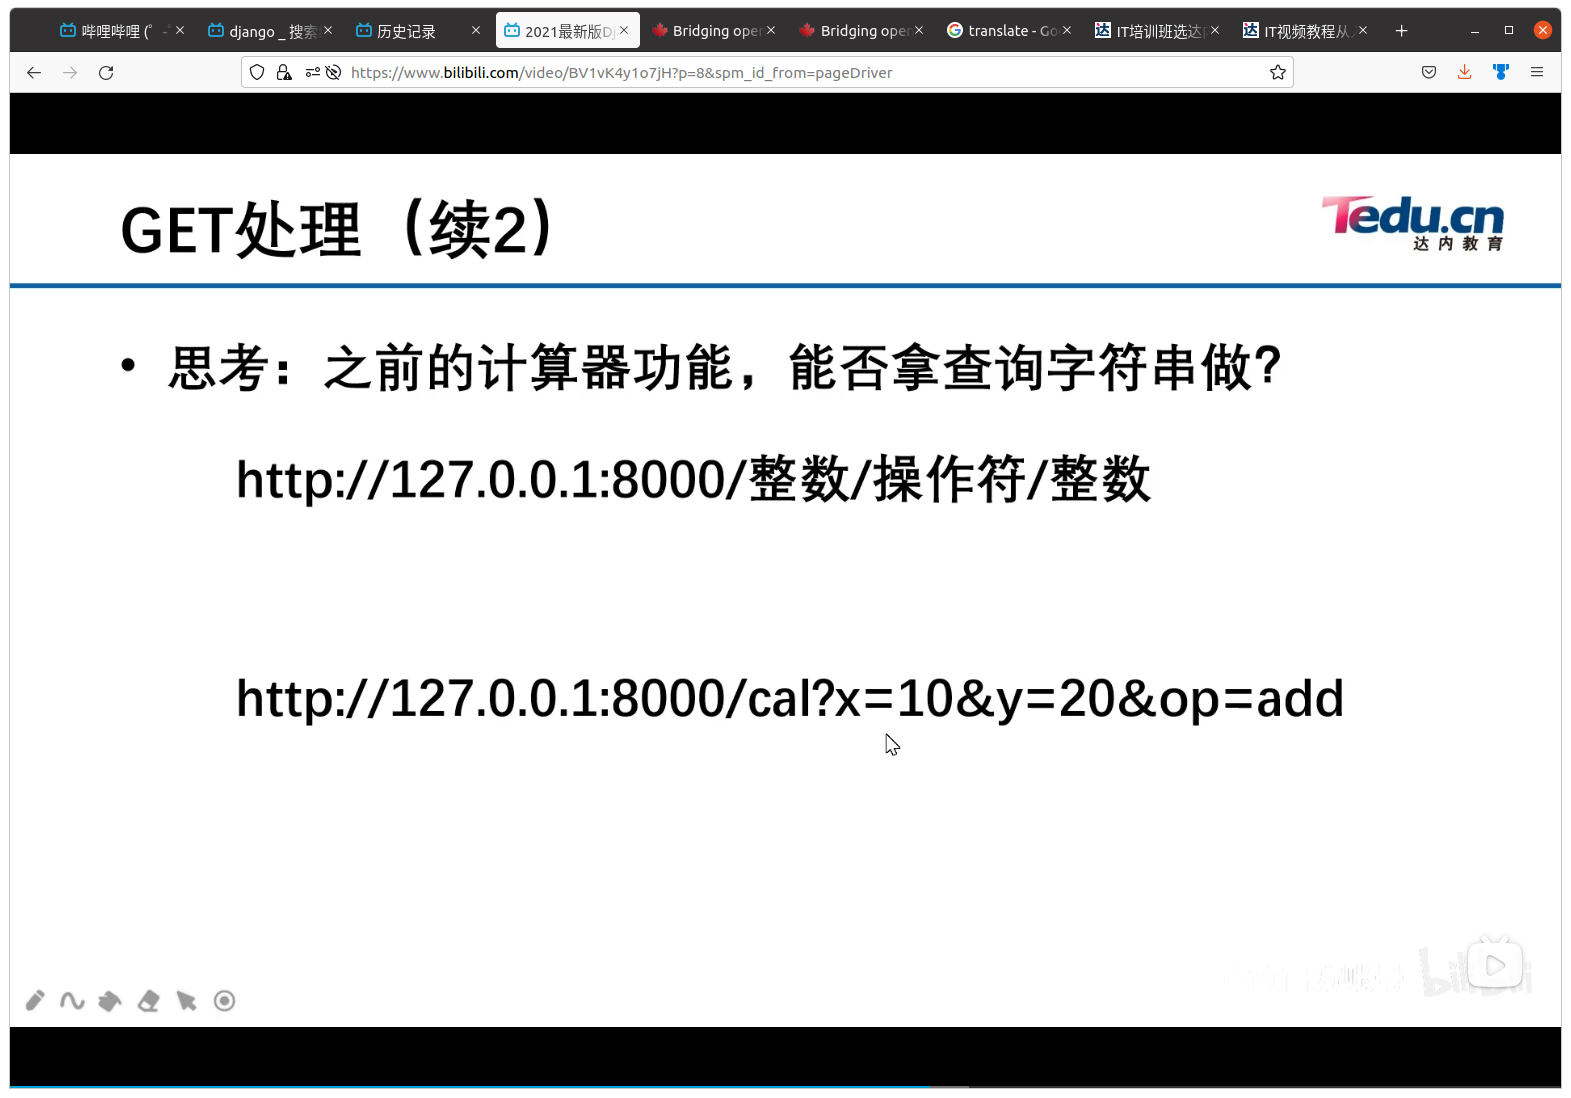 哔哩哔哩 (゜-
django _ 搜索
历史记录
2021最新版Dj
Bridging oper
Bridging oper
translate - Go
IT培训班选达内
IT视频教程从入
https://www.bilibili.com/video/BV1vK4y1o7jH?p=8&spm_id_from=pageDriver
GET处理（续2）
Tedu.cn
达内教育
• 思考：之前的计算器功能，能否拿查询字符串做？
http://127.0.0.1:8000/整数/操作符/整数
http://127.0.0.1:8000/cal?x=10&y=20&op=add
bilibili